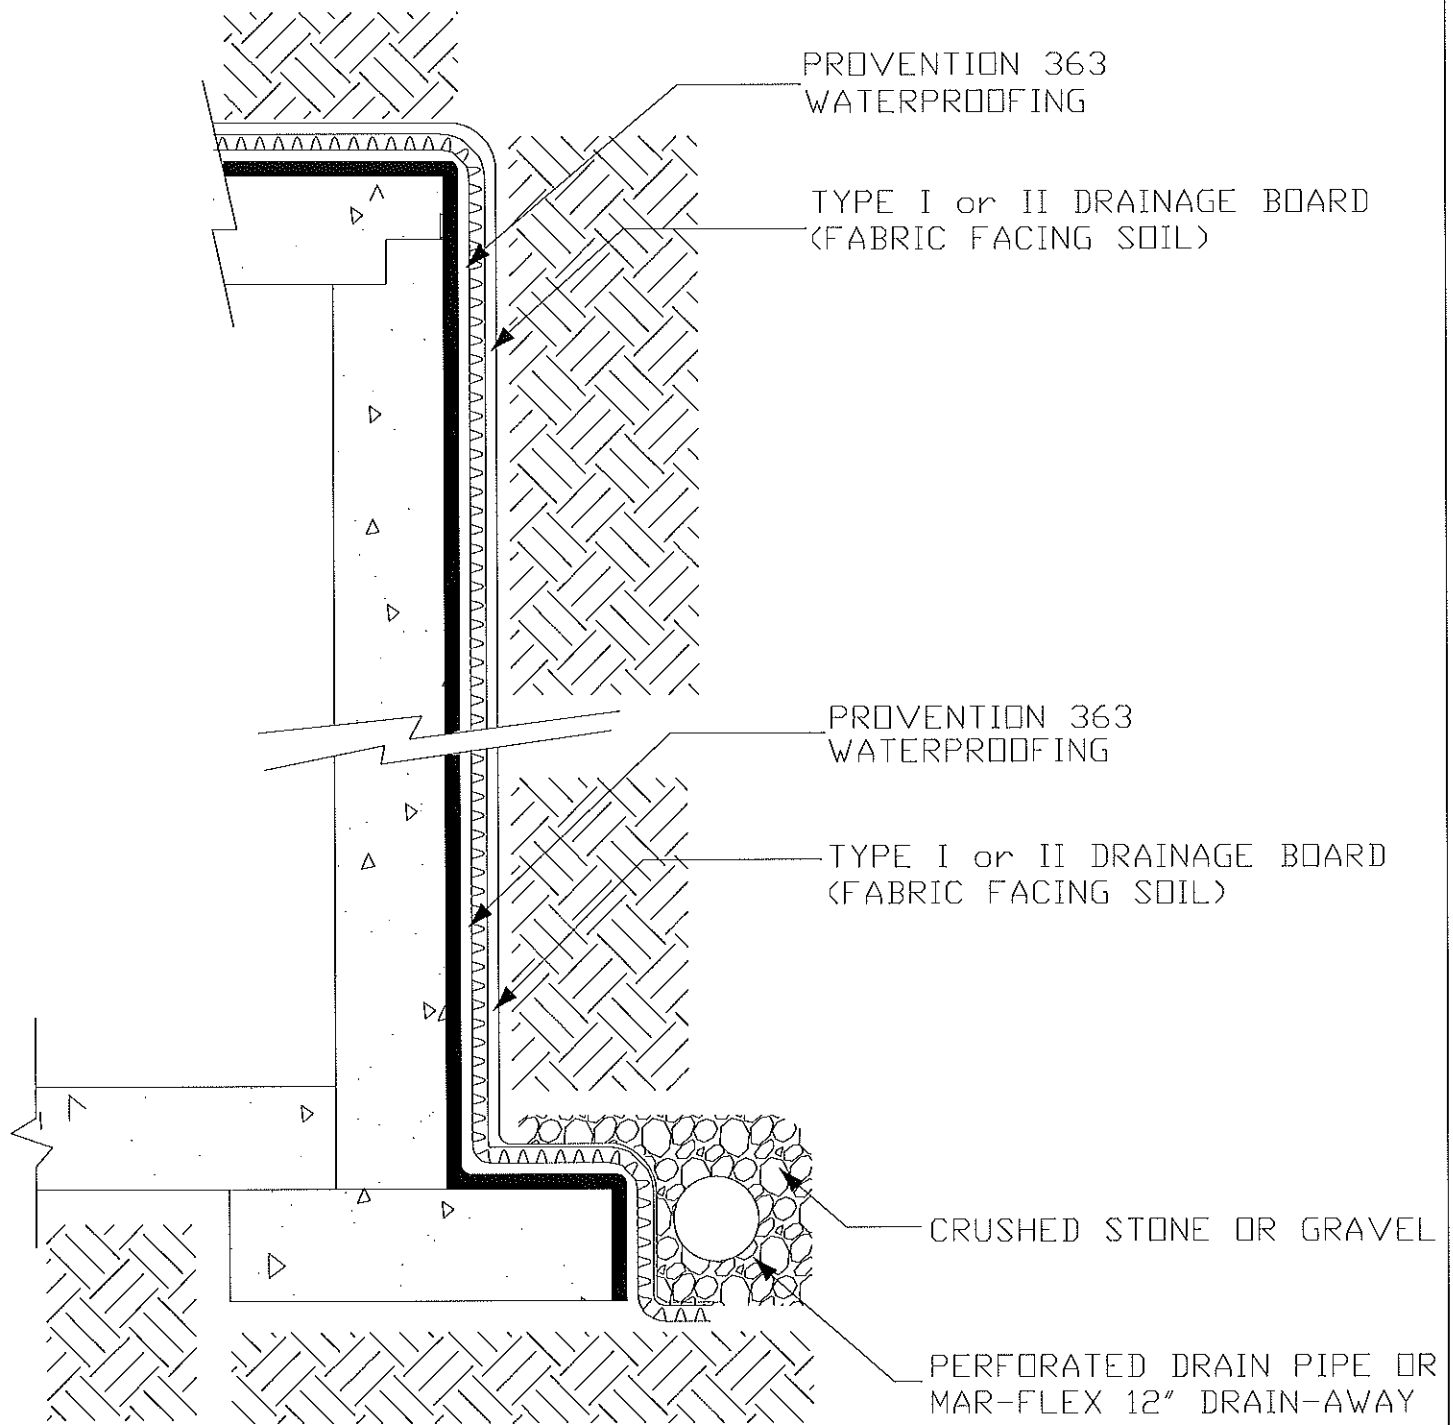 PROVENTION 363
WATERPROOFING
TYPE I or II DRAINAGE BOARD
(FABRIC FACING SOIL)
PROVENTION 363
WATERPROOFING
TYPE I or II DRAINAGE BOARD
(FABRIC FACING SOIL)
CRUSHED STONE OR GRAVEL
PERFORATED DRAIN PIPE OR
MAR-FLEX 12" DRAIN-AWAY